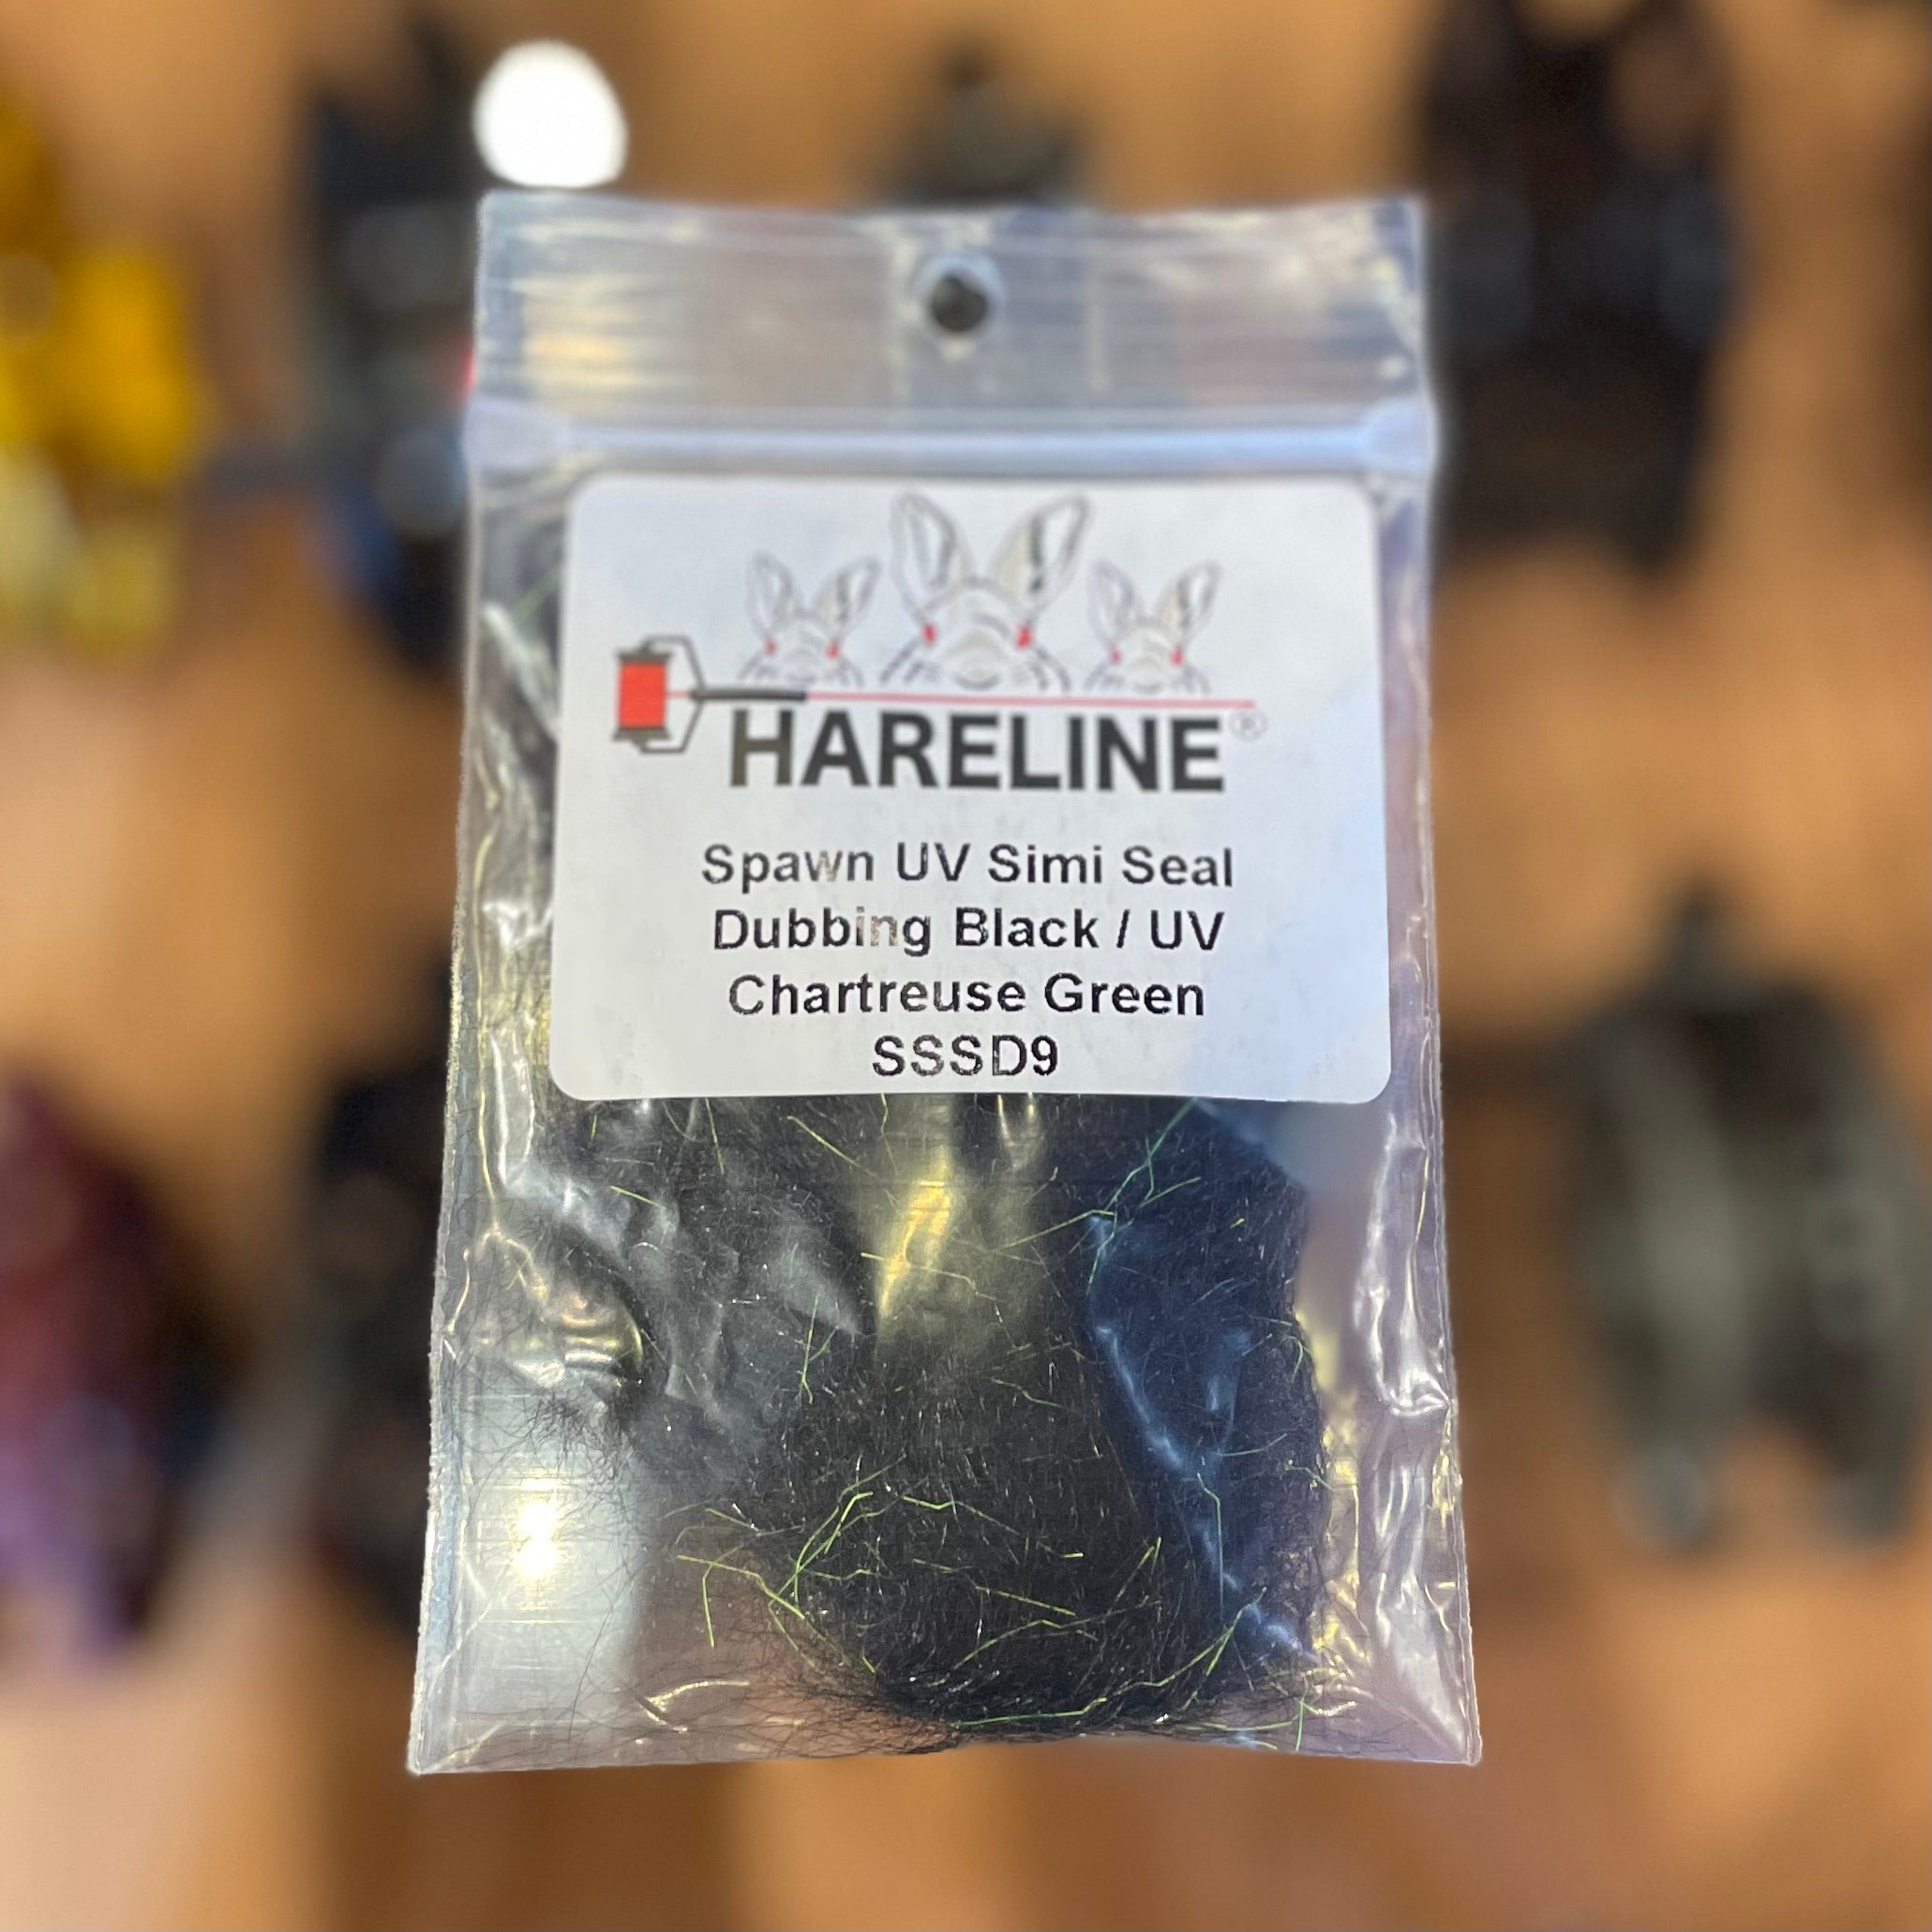 HARELINE®
Spawn UV Simi Seal
Dubbing Black / UV
Chartreuse Green
SSSD9